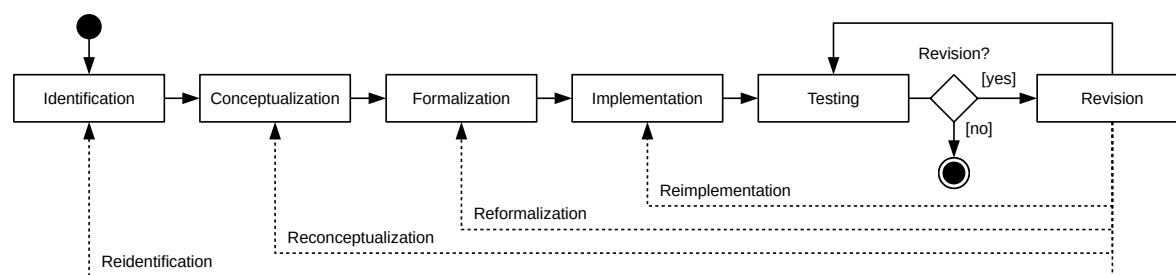 Revision?
[yes]
Identification
Conceptualization
Formalization
Implementation
Testing
Revision
[no]
Reimplementation
Reformalization
Reconceptualization
Reidentification